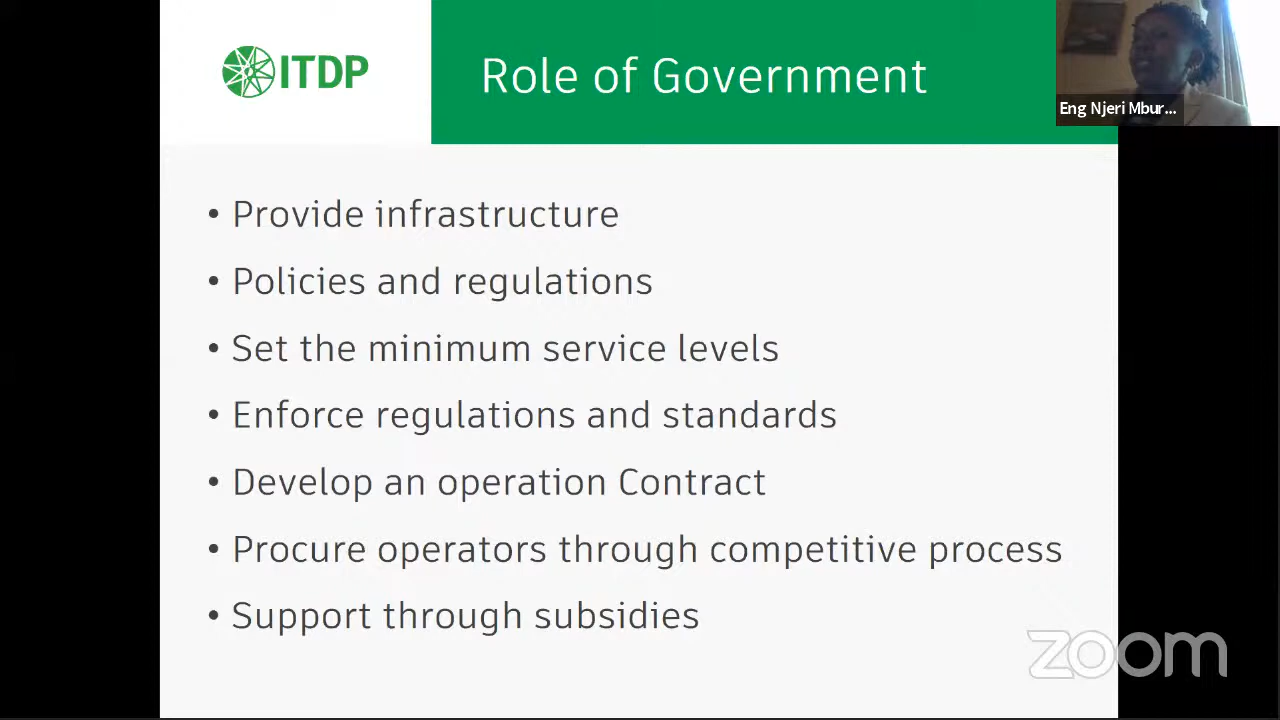 ITDP
Role of Government
Eng Njeri Mbur...
• Provide infrastructure
• Policies and regulations
• Set the minimum service levels
• Enforce regulations and standards
• Develop an operation Contract
• Procure operators through competitive process
• Support through subsidies
zoom